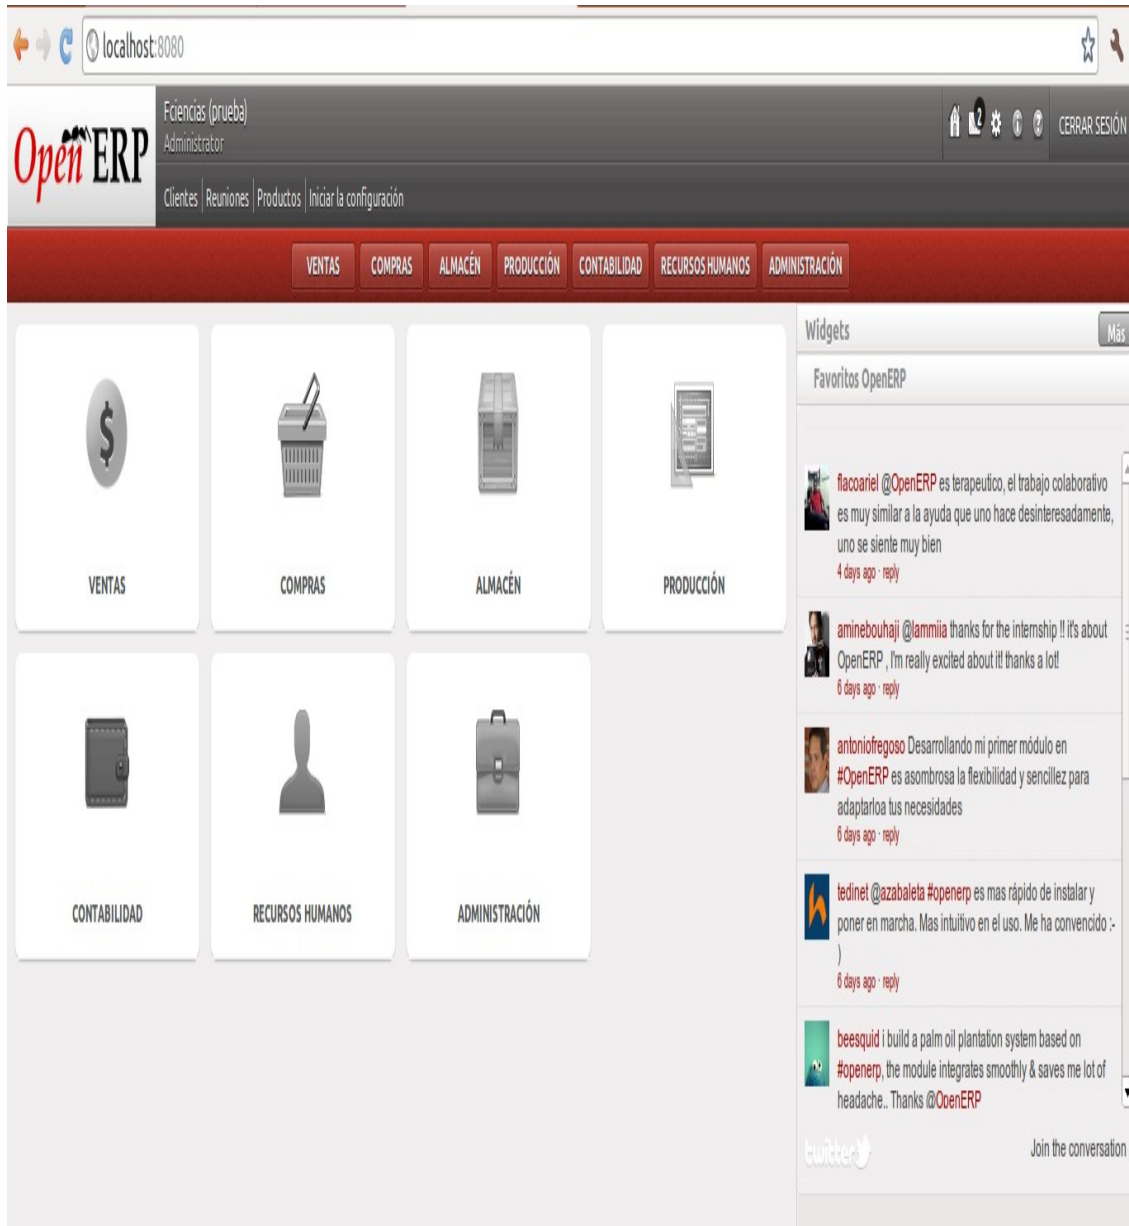 localhost:8080
Open ERP
Fciencias (prueba)
Administrator
2
CERRAR SESIÓN
Clientes Reuniones Productos Iniciar la configuración
VENTAS COMPRAS ALMACÉN PRODUCCIÓN CONTABILIDAD RECURSOS HUMANOS ADMINISTRACIÓN
$
VENTAS
COMPRAS
ALMACÉN
PRODUCCIÓN
CONTABILIDAD
RECURSOS HUMANOS
ADMINISTRACIÓN
Widgets
Más
Favoritos OpenERP
flacoariel @OpenERP es terapeutico, el trabajo colaborativo
es muy similar a la ayuda que uno hace desinteresadamente,
uno se siente muy bien
4 days ago · reply
aminebouhaji @lammiia thanks for the internship !! it's about
OpenERP , I'm really excited about it! thanks a lot!
6 days ago · reply
antoniofregoso Desarrollando mi primer módulo en
#OpenERP es asombrosa la flexibilidad y sencillez para
adaptarloa tus necesidades
6 days ago · reply
tedinet @azabaleta #openerp es mas rápido de instalar y
poner en marcha. Mas intuitivo en el uso. Me ha convencido :-
)
6 days ago · reply
beesquid i build a palm oil plantation system based on
#openerp, the module integrates smoothly & saves me lot of
headache.. Thanks @OpenERP
twitter
Join the conversation